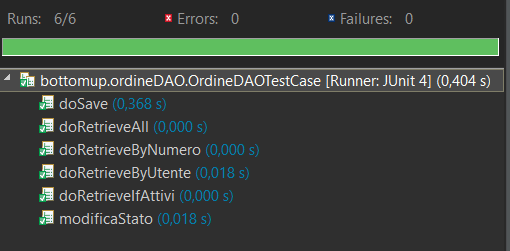 Runs: 6/6 Errors: 0 Failures: 0
bottomup.ordineDAO.OrdineDAOTestCase [Runner: JUnit 4] (0,404 s)
doSave (0,368 s)
doRetrieveAll (0,000 s)
doRetrieveByNumero (0,000 s)
doRetrieveByUtente (0,018 s)
doRetrieveIfAttivi (0,000 s)
modificaStato (0,018 s)